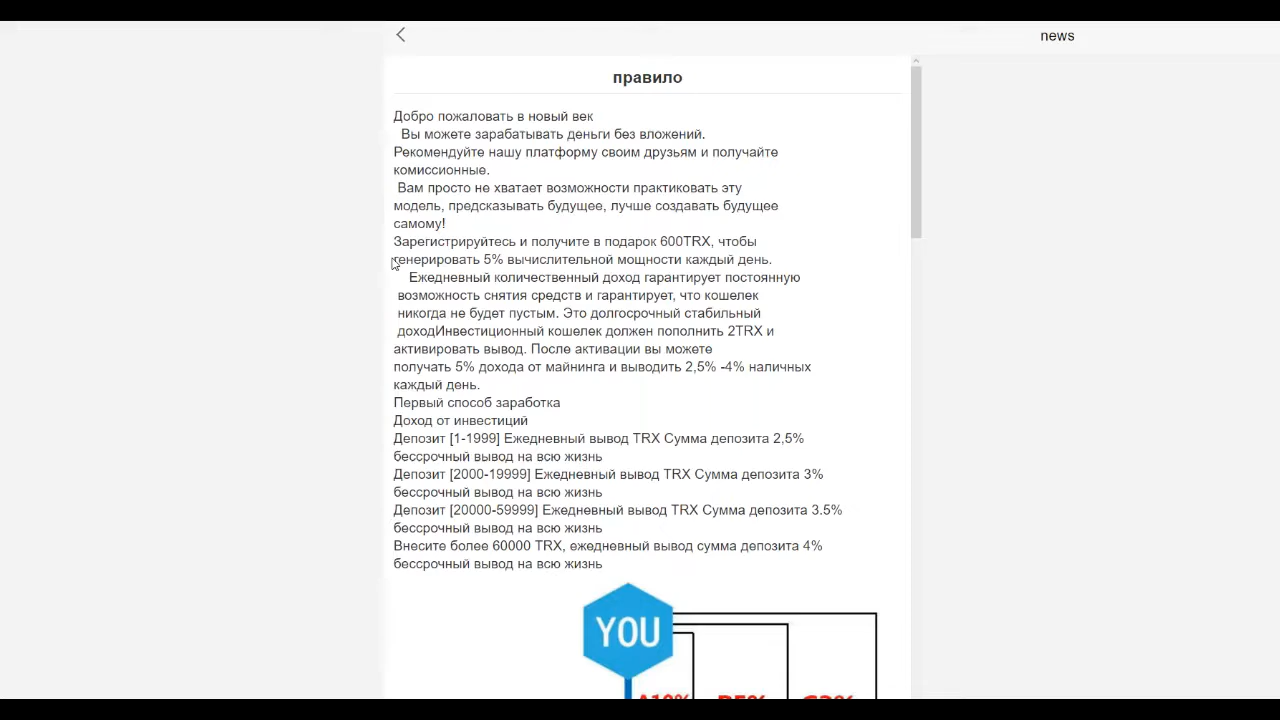 news
правило
Добро пожаловать в новый век
Вы можете зарабатывать деньги без вложений.
Рекомендуйте нашу платформу своим друзьям и получайте
комиссионные.
Вам просто не хватает возможности практиковать эту
модель, предсказывать будущее, лучше создавать будущее
самому!
Зарегистрируйтесь и получите в подарок 600TRX, чтобы
генерировать 5% вычислительной мощности каждый день.
Ежедневный количественный доход гарантирует постоянную
возможность снятия средств и гарантирует, что кошелек
никогда не будет пустым. Это долгосрочный стабильный
доходИнвестиционный кошелек должен пополнить 2TRX и
активировать вывод. После активации вы можете
получать 5% дохода от майнинга и выводить 2,5% -4% наличных
каждый день.
Первый способ заработка
Доход от инвестиций
Депозит [1-1999] Ежедневный вывод TRX Сумма депозита 2,5%
бессрочный вывод на всю жизнь
Депозит [2000-19999] Ежедневный вывод TRX Сумма депозита 3%
бессрочный вывод на всю жизнь
Депозит [20000-59999] Ежедневный вывод TRX Сумма депозита 3.5%
бессрочный вывод на всю жизнь
Внесите более 60000 TRX, ежедневный вывод сумма депозита 4%
бессрочный вывод на всю жизнь
YOU